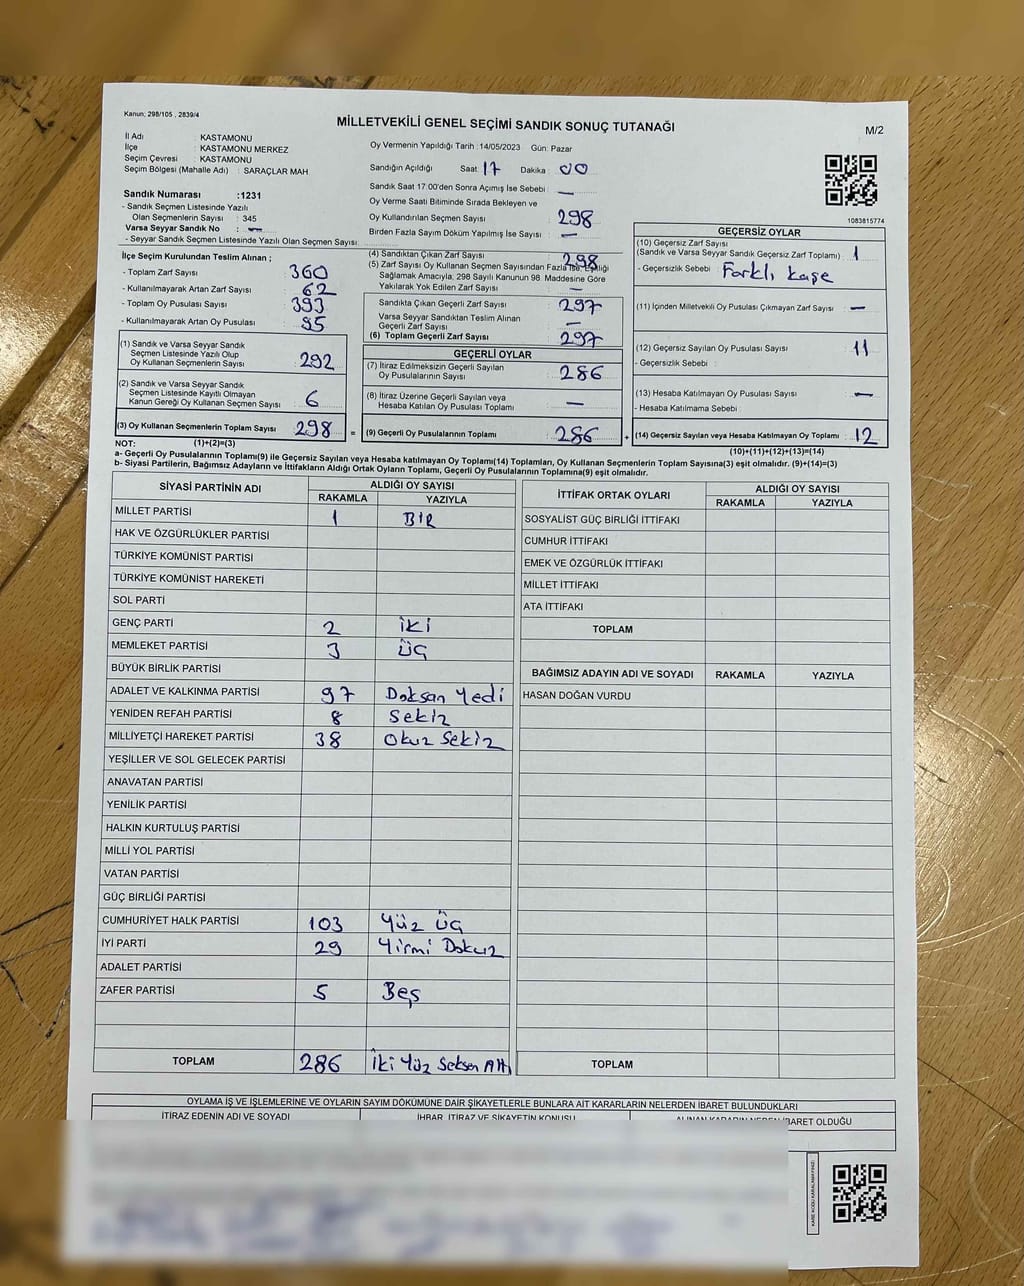 Kanun; 298/105 , 2839/4
MİLLETVEKİLİ GENEL SEÇİMİ SANDIK SONUÇ TUTANAĞI
M/2
İl Adı KASTAMONU
İlçe KASTAMONU MERKEZ
Seçim Çevresi : KASTAMONU
Seçim Bölgesi (Mahalle Adı) : SARAÇLAR MAH
Sandık Numarası :1231
- Sandık Seçmen Listesinde Yazılı
Olan Seçmenlerin Sayısı : 345
Varsa Seyyar Sandık No : —
- Seyyar Sandık Seçmen Listesinde Yazılı Olan Seçmen Sayısı:
Oy Vermenin Yapıldığı Tarih :14/05/2023 Gün: Pazar
Sandığın Açıldığı Saat 17 Dakika : 00
Sandık Saat 17:00'den Sonra Açımış İse Sebebi : —
Oy Verme Saati Bitiminde Sırada Bekleyen ve
Oy Kullandırılan Seçmen Sayısı : 298
Birden Fazla Sayım Döküm Yapılmış İse Sayısı : —
1083815774
İlçe Seçim Kurulundan Teslim Alınan ;
- Toplam Zarf Sayısı : 360
- Kullanılmayarak Artan Zarf Sayısı : 62
- Toplam Oy Pusulası Sayısı : 393
- Kullanılmayarak Artan Oy Pusulası : 95
(1) Sandık ve Varsa Seyyar Sandık
Seçmen Listesinde Yazılı Olup
Oy Kullanan Seçmenlerin Sayısı : 292
(2) Sandık ve Varsa Seyyar Sandık
Seçmen Listesinde Kayıtlı Olmayan
Kanun Gereği Oy Kullanan Seçmen Sayısı : 6
(3) Oy Kullanan Seçmenlerin Toplam Sayısı : 298 =
(4) Sandıktan Çıkan Zarf Sayısı : 298
(5) Zarf Sayısı Oy Kullanan Seçmen Sayısından Fazla İse, Eşitliği
Sağlamak Amacıyla, 298 Sayılı Kanunun 98. Maddesine Göre
Yakılarak Yok Edilen Zarf Sayısı : —
Sandıkta Çıkan Geçerli Zarf Sayısı : 297
Varsa Seyyar Sandıktan Teslim Alınan
Geçerli Zarf Sayısı : —
(6) Toplam Geçerli Zarf Sayısı : 297
GEÇERLİ OYLAR
(7) İtiraz Edilmeksizin Geçerli Sayılan
Oy Pusulalarının Sayısı : 286
(8) İtiraz Üzerine Geçerli Sayılan veya
Hesaba Katılan Oy Pusulası Toplamı : —
(9) Geçerli Oy Pusulalarının Toplamı : 286 +
GEÇERSİZ OYLAR
(10) Geçersiz Zarf Sayısı
(Sandık ve Varsa Seyyar Sandık Geçersiz Zarf Toplamı) : 1
- Geçersizlik Sebebi : Farklı kaşe
(11) İçinden Milletvekili Oy Pusulası Çıkmayan Zarf Sayısı : —
(12) Geçersiz Sayılan Oy Pusulası Sayısı : 11
- Geçersizlik Sebebi :
(13) Hesaba Katılmayan Oy Pusulası Sayısı : —
- Hesaba Katılmama Sebebi :
(14) Geçersiz Sayılan veya Hesaba Katılmayan Oy Toplamı : 12
NOT: (1)+(2)=(3) (10)+(11)+(12)+(13)=(14)
a- Geçerli Oy Pusulalarının Toplamı(9) ile Geçersiz Sayılan veya Hesaba katılmayan Oy Toplamı(14) Toplamları, Oy Kullanan Seçmenlerin Toplam Sayısına(3) eşit olmalıdır. (9)+(14)=(3)
b- Siyasi Partilerin, Bağımsız Adayların ve İttifakların Aldığı Ortak Oyların Toplamı, Geçerli Oy Pusulalarının Toplamına(9) eşit olmalıdır.
SİYASİ PARTİNİN ADI ALDIĞI OY SAYISI
RAKAMLA YAZIYLA
MİLLET PARTİSİ 1 BİR
HAK VE ÖZGÜRLÜKLER PARTİSİ
TÜRKİYE KOMÜNİST PARTİSİ
TÜRKİYE KOMÜNİST HAREKETİ
SOL PARTİ
GENÇ PARTİ 2 iki
MEMLEKET PARTİSİ 3 üç
BÜYÜK BİRLİK PARTİSİ
ADALET VE KALKINMA PARTİSİ 97 Doksan Yedi
YENİDEN REFAH PARTİSİ 8 Sekiz
MİLLİYETÇİ HAREKET PARTİSİ 38 Okuz Sekiz
YEŞİLLER VE SOL GELECEK PARTİSİ
ANAVATAN PARTİSİ
YENİLİK PARTİSİ
HALKIN KURTULUŞ PARTİSİ
MİLLİ YOL PARTİSİ
VATAN PARTİSİ
GÜÇ BİRLİĞİ PARTİSİ
CUMHURİYET HALK PARTİSİ 103 Yüz Üç
İYİ PARTİ 29 Yirmi Dokuz
ADALET PARTİSİ
ZAFER PARTİSİ 5 Beş
TOPLAM 286 İki Yüz Seksen Altı
İTTİFAK ORTAK OYLARI ALDIĞI OY SAYISI
RAKAMLA YAZIYLA
SOSYALİST GÜÇ BİRLİĞİ İTTİFAKI
CUMHUR İTTİFAKI
EMEK VE ÖZGÜRLÜK İTTİFAKI
MİLLET İTTİFAKI
ATA İTTİFAKI
TOPLAM
BAĞIMSIZ ADAYIN ADI VE SOYADI RAKAMLA YAZIYLA
HASAN DOĞAN VURDU
TOPLAM
OYLAMA İŞ VE İŞLEMLERİNE VE OYLARIN SAYIM DÖKÜMÜNE DAİR ŞİKAYETLERLE BUNLARA AİT KARARLARIN NELERDEN İBARET BULUNDUKLARI
İTİRAZ EDENİN ADI VE SOYADI İHBAR, İTİRAZ VE ŞİKAYETİN KONUSU ALINAN KARARIN NEDEN İBARET OLDUĞU